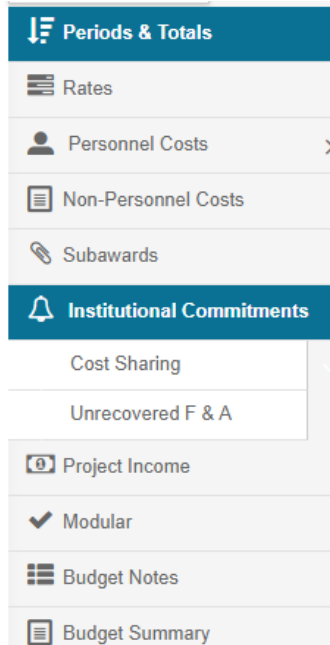 Periods & Totals
Rates
Personnel Costs
Non-Personnel Costs
Subawards
Institutional Commitments
Cost Sharing
Unrecovered F & A
Project Income
Modular
Budget Notes
Budget Summary